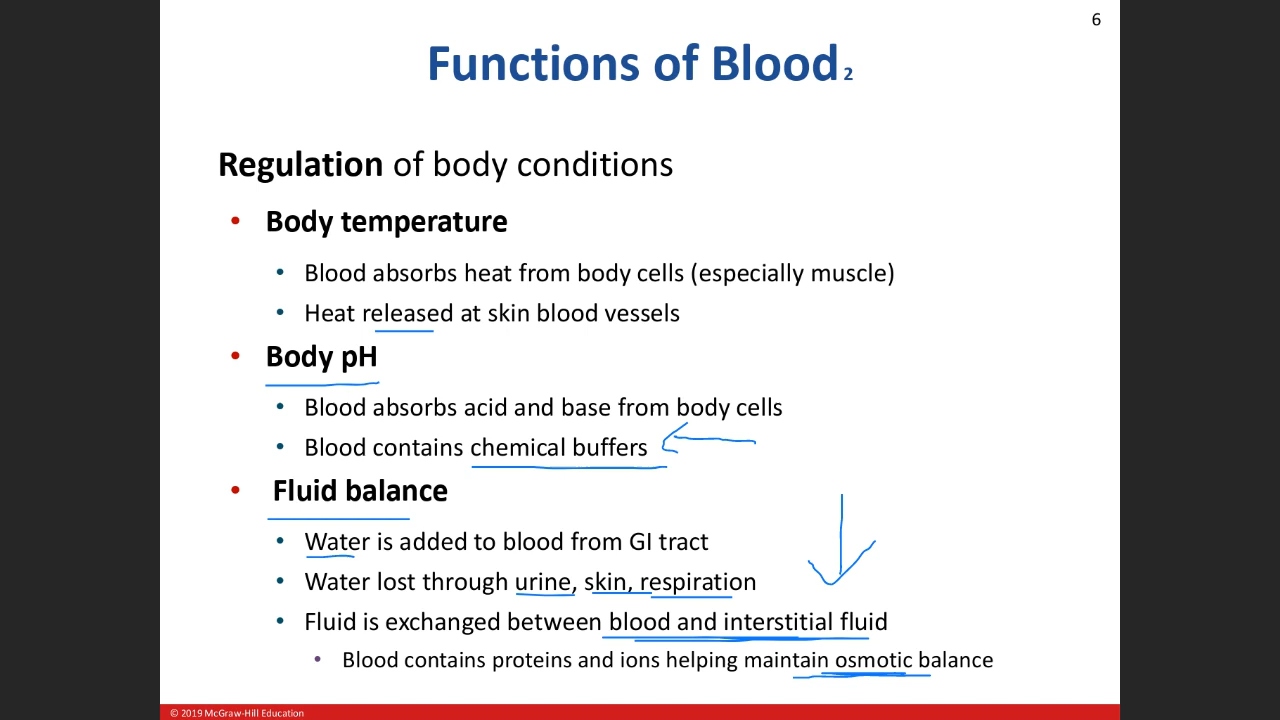 6
Functions of Blood 2
Regulation of body conditions
• Body temperature
• Blood absorbs heat from body cells (especially muscle)
• Heat released at skin blood vessels
• Body pH
• Blood absorbs acid and base from body cells
• Blood contains chemical buffers
• Fluid balance
• Water is added to blood from GI tract
• Water lost through urine, skin, respiration
• Fluid is exchanged between blood and interstitial fluid
• Blood contains proteins and ions helping maintain osmotic balance
© 2019 McGraw-Hill Education